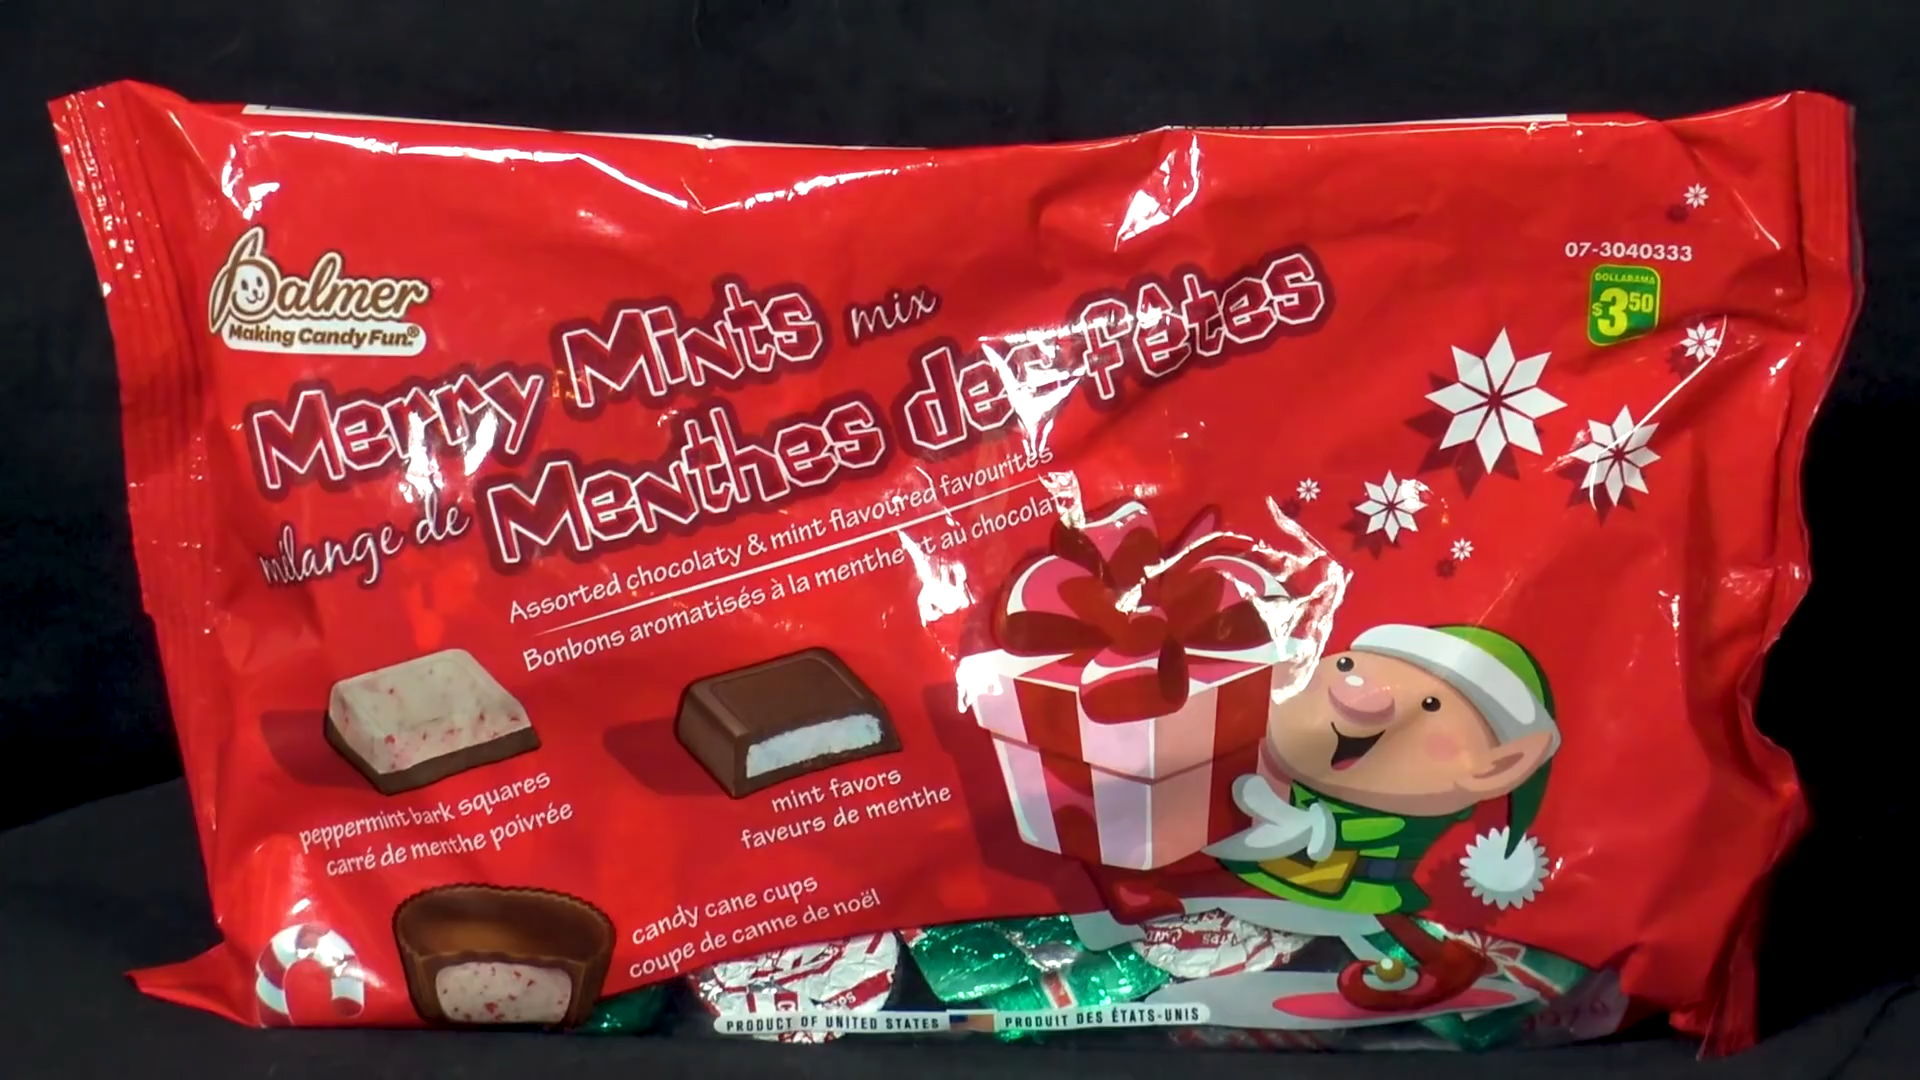 Palmer
Making Candy Fun.®
Merry Mints mix
mélange de Menthes des fêtes
Assorted chocolaty & mint flavoured favourites
Bonbons aromatisés à la menthe et au chocolat
07-3040333
DOLLARAMA
$3.50
peppermint bark squares
carré de menthe poivrée
mint favors
faveurs de menthe
candy cane cups
coupe de canne de noël
PRODUCT OF UNITED STATES PRODUIT DES ÉTATS-UNIS